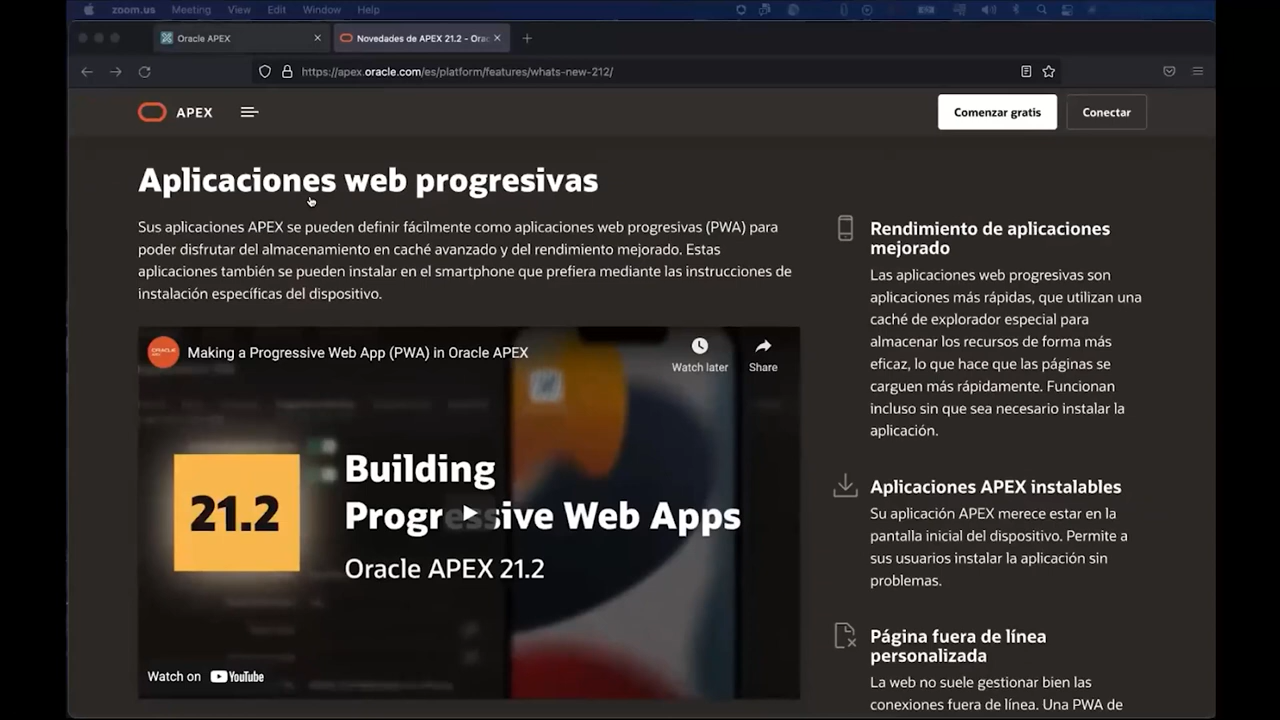 zoom.us Meeting View Edit Window Help
Oracle APEX
Novedades de APEX 21.2 - Orac
https://apex.oracle.com/es/platform/features/whats-new-212/
APEX
Comenzar gratis
Conectar
Aplicaciones web progresivas
Sus aplicaciones APEX se pueden definir fácilmente como aplicaciones web progresivas (PWA) para
poder disfrutar del almacenamiento en caché avanzado y del rendimiento mejorado. Estas
aplicaciones también se pueden instalar en el smartphone que prefiera mediante las instrucciones de
instalación específicas del dispositivo.
ORACLE
APEX
Making a Progressive Web App (PWA) in Oracle APEX
Watch later
Share
21.2
Building
Progressive Web Apps
Oracle APEX 21.2
Watch on YouTube
Rendimiento de aplicaciones
mejorado
Las aplicaciones web progresivas son
aplicaciones más rápidas, que utilizan una
caché de explorador especial para
almacenar los recursos de forma más
eficaz, lo que hace que las páginas se
carguen más rápidamente. Funcionan
incluso sin que sea necesario instalar la
aplicación.
Aplicaciones APEX instalables
Su aplicación APEX merece estar en la
pantalla inicial del dispositivo. Permite a
sus usuarios instalar la aplicación sin
problemas.
Página fuera de línea
personalizada
La web no suele gestionar bien las
conexiones fuera de línea. Una PWA de